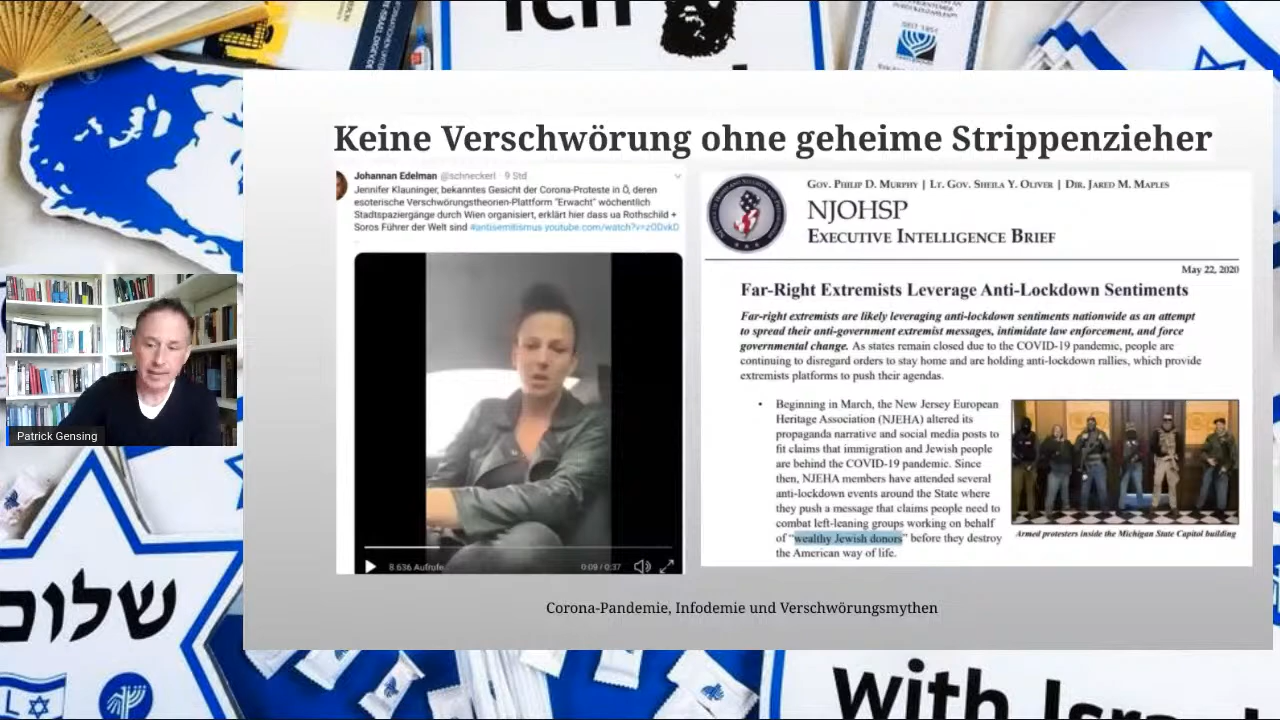 ich
Keine Verschwörung ohne geheime Strippenzieher
Johannan Edelman @schneckerl · 9 Std
Jennifer Klauninger, bekanntes Gesicht der Corona-Proteste in Ö, deren
esoterische Verschwörungstheorien-Plattform "Erwacht" wöchentlich
Stadtspaziergänge durch Wien organisiert, erklärt hier dass ua Rothschild +
Soros Führer der Welt sind #antisemitismus youtube.com/watch?v=zODvkD
8 636 Aufrufe
0:09 / 0:37
GOV. PHILIP D. MURPHY | LT. GOV. SHEILA Y. OLIVER | DIR. JARED M. MAPLES
NJOHSP
EXECUTIVE INTELLIGENCE BRIEF
May 22, 2020
Far-Right Extremists Leverage Anti-Lockdown Sentiments
Far-right extremists are likely leveraging anti-lockdown sentiments nationwide as an attempt
to spread their anti-government extremist messages, intimidate law enforcement, and force
governmental change. As states remain closed due to the COVID-19 pandemic, people are
continuing to disregard orders to stay home and are holding anti-lockdown rallies, which provide
extremists platforms to push their agendas.
• Beginning in March, the New Jersey European
Heritage Association (NJEHA) altered its
propaganda narrative and social media posts to
fit claims that immigration and Jewish people
are behind the COVID-19 pandemic. Since
then, NJEHA members have attended several
anti-lockdown events around the State where
they push a message that claims people need to
combat left-leaning groups working on behalf
of "wealthy Jewish donors" before they destroy
the American way of life.
Armed protesters inside the Michigan State Capitol building
Patrick Gensing
Corona-Pandemie, Infodemie und Verschwörungsmythen
שלום
with Israel